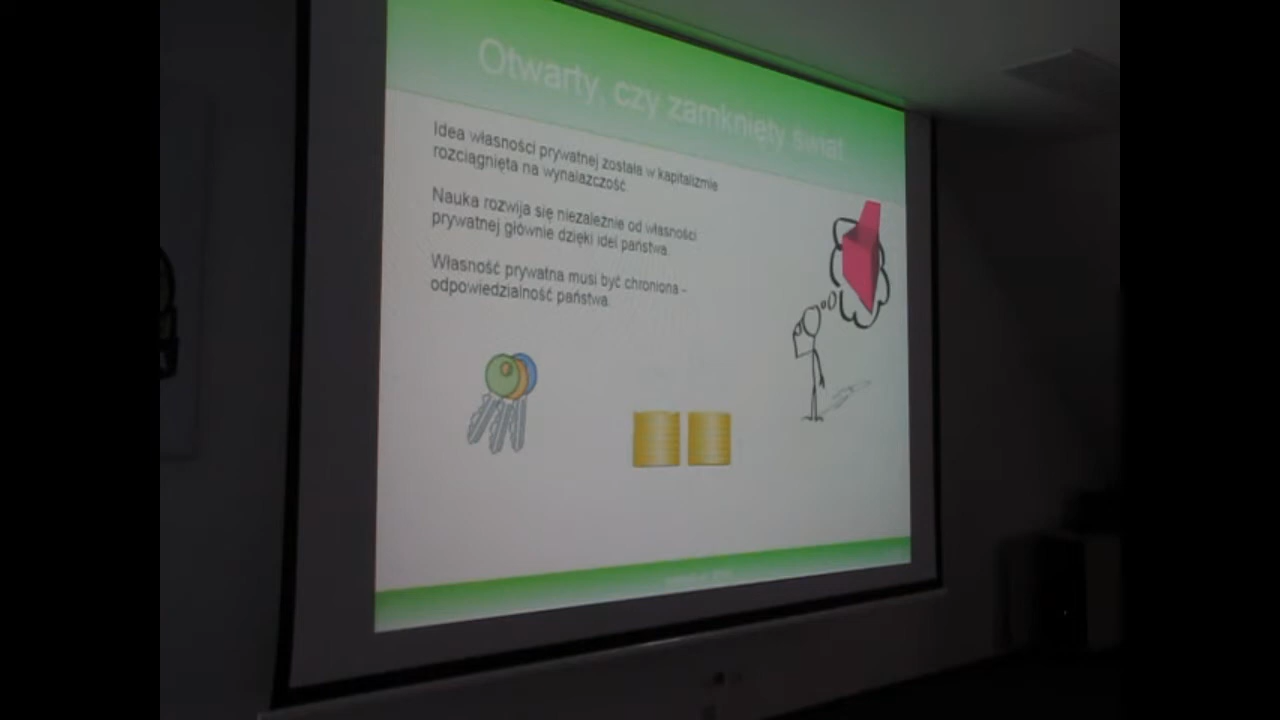 Otwarty, czy zamknięty świat
Idea własności prywatnej została w kapitalizmie
rozciągnięta na wynalazczość.
Nauka rozwija się niezależnie od własności
prywatnej głównie dzięki idei państwa.
Własność prywatna musi być chroniona -
odpowiedzialność państwa.